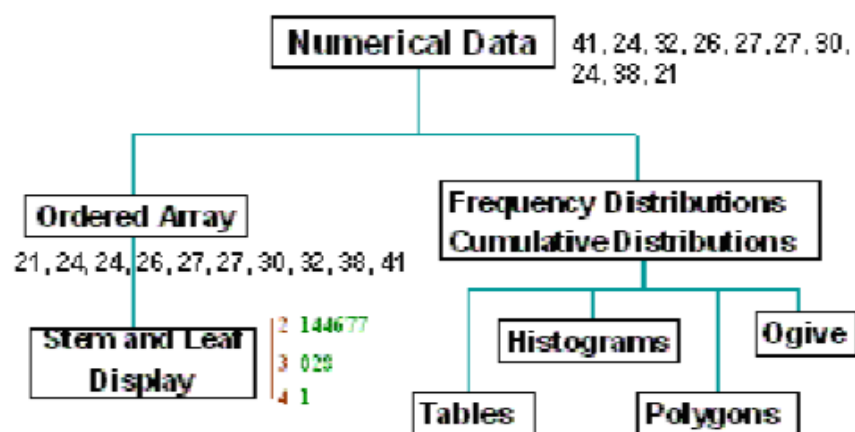 Numerical Data
41, 24, 32, 26, 27, 27, 30,
24, 38, 21
Ordered Array
21, 24, 24, 26, 27, 27, 30, 32, 38, 41
Frequency Distributions
Cumulative Distributions
Stem and Leaf
Display
2 144677
3 028
4 1
Histograms
Ogive
Tables
Polygons